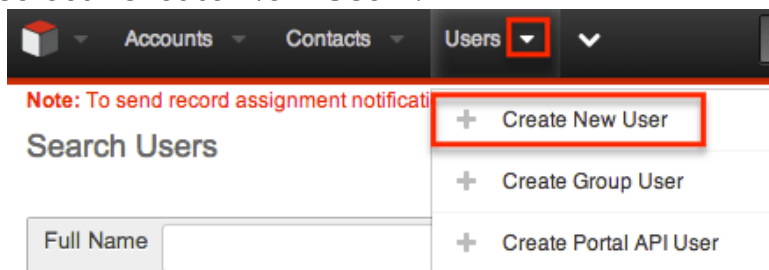 Accounts Contacts Users
Note: To send record assignment notificati
Create New User
Search Users
Create Group User
Full Name
Create Portal API User